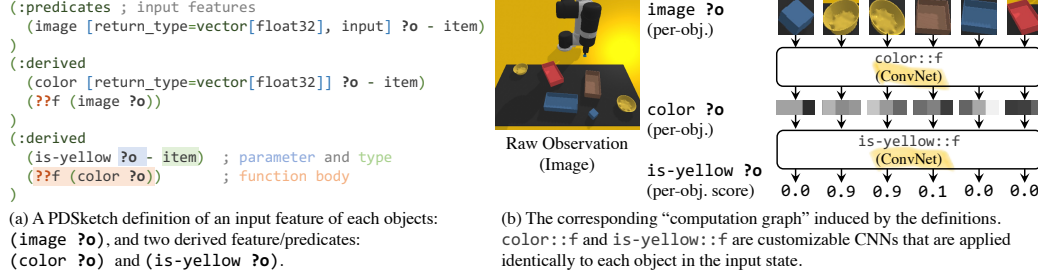 (:predicates ; input features
(image [return_type=vector[float32], input] ?o - item)
)
(:derived
(color [return_type=vector[float32]] ?o - item)
(??f (image ?o))
)
(:derived
(is-yellow ?o - item) ; parameter and type
(??f (color ?o)) ; function body
)
(a) A PDSketch definition of an input feature of each objects:
(image ?o), and two derived feature/predicates:
(color ?o) and (is-yellow ?o).
Raw Observation
(Image)
image ?o
(per-obj.)
color::f
(ConvNet)
color ?o
(per-obj.)
is-yellow::f
(ConvNet)
is-yellow ?o
(per-obj. score)
0.0 0.9 0.9 0.1 0.0 0.0
(b) The corresponding “computation graph” induced by the definitions.
color::f and is-yellow::f are customizable CNNs that are applied
identically to each object in the input state.